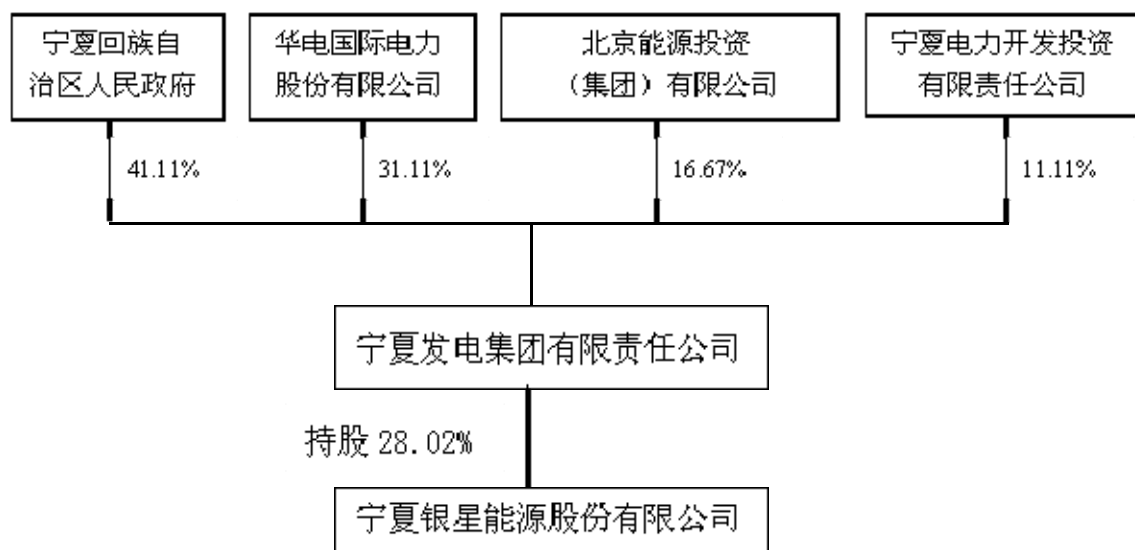 宁夏回族自
治区人民政府
华电国际电力
股份有限公司
北京能源投资
（集团）有限公司
宁夏电力开发投资
有限责任公司
41.11%
31.11%
16.67%
11.11%
宁夏发电集团有限责任公司
持股 28.02%
宁夏银星能源股份有限公司